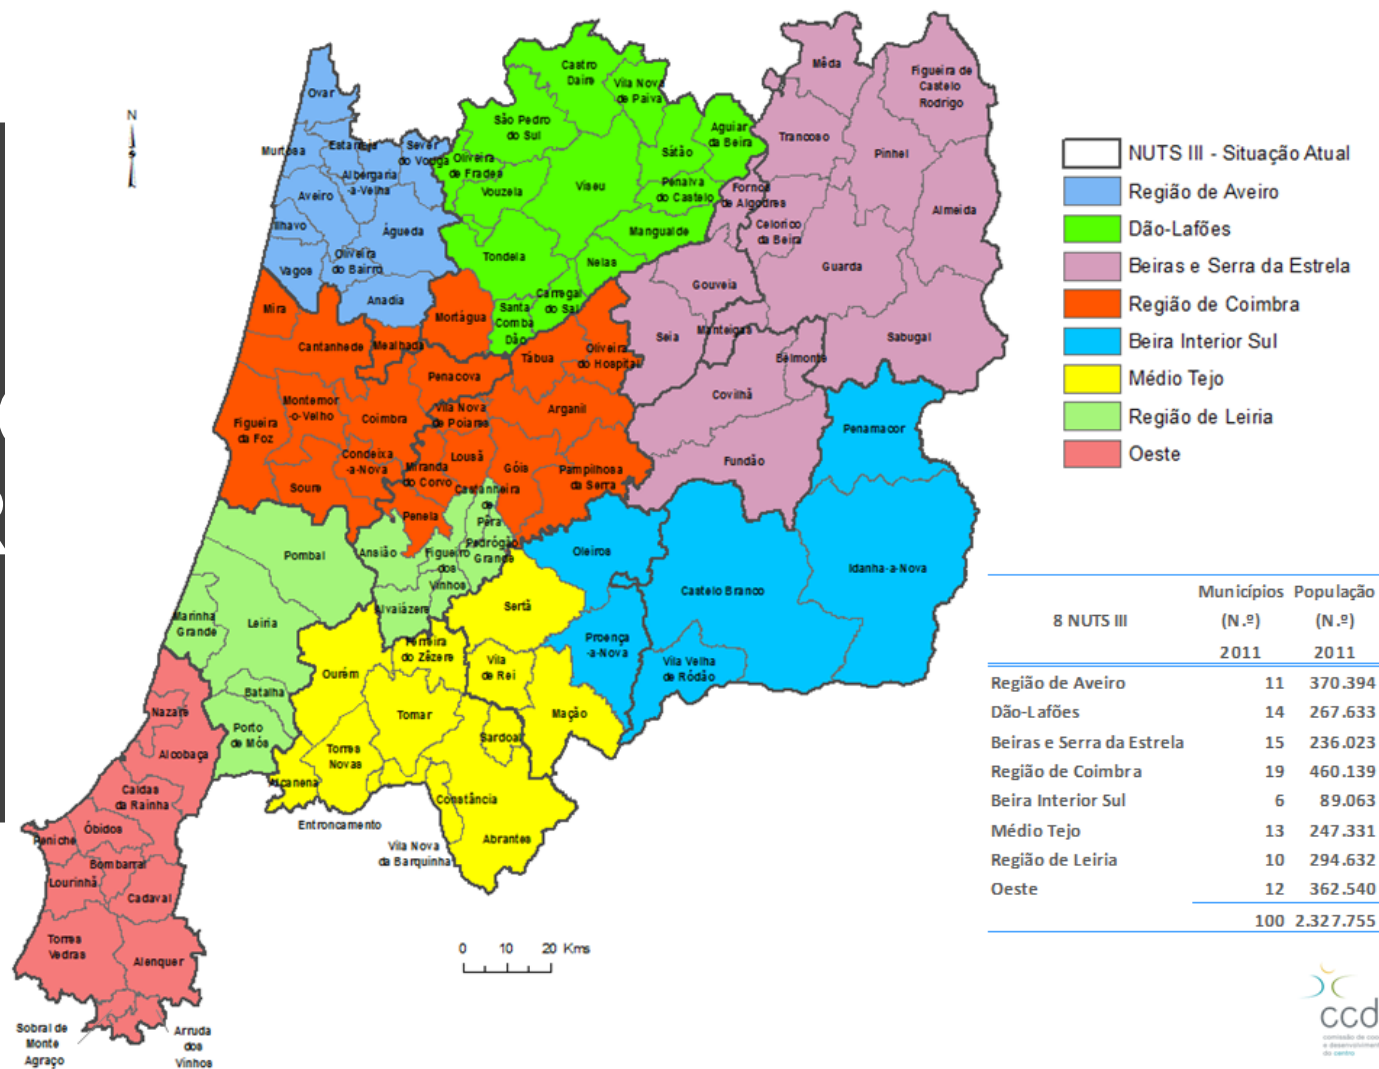 N
S
Ovar
Murtosa
Estarreja
Sever
do Vouga
Albergaria
-a-Velha
Aveiro
Ílhavo
Águeda
Oliveira
do Bairro
Vagos
Anadia
Castro
Daire
Vila Nova
de Paiva
São Pedro
do Sul
Aguiar
da Beira
Sátão
Oliveira
de Frades
Vouzela
Viseu
Penalva
do Castelo
Mangualde
Tondela
Nelas
Carregal
do Sal
Santa
Comba
Dão
Mêda
Figueira de
Castelo
Rodrigo
Trancoso
Pinhel
Fornos
de Algodres
Celorico
da Beira
Almeida
Guarda
Gouveia
Seia
Manteigas
Belmonte
Sabugal
Covilhã
Fundão
Mira
Cantanhede
Mealhada
Mortágua
Penacova
Tábua
Oliveira
do Hospital
Montemor
-o-Velho
Coimbra
Vila Nova
de Poiares
Arganil
Figueira
da Foz
Condeixa
-a-Nova
Miranda
do Corvo
Lousã
Góis
Pampilhosa
da Serra
Soure
Penela
Castanheira
de
Pêra
Pedrógão
Grande
Figueiró
dos
Vinhos
Ansião
Pombal
Alvaiázere
Marinha
Grande
Leiria
Batalha
Porto
de Mós
Penamacor
Idanha-a-Nova
Castelo Branco
Oleiros
Proença
-a-Nova
Vila Velha
de Ródão
Sertã
Ferreira
do Zêzere
Vila
de Rei
Ourém
Tomar
Mação
Sardoal
Torres
Novas
Alcanena
Constância
Abrantes
Entroncamento
Vila Nova
da Barquinha
Nazaré
Alcobaça
Caldas
da Rainha
Óbidos
Peniche
Bombarral
Lourinhã
Cadaval
Torres
Vedras
Alenquer
Sobral de
Monte
Agraço
Arruda
dos
Vinhos
0 10 20 Kms
NUTS III - Situação Atual
Região de Aveiro
Dão-Lafões
Beiras e Serra da Estrela
Região de Coimbra
Beira Interior Sul
Médio Tejo
Região de Leiria
Oeste
8 NUTS III Municípios (N.º) 2011 População (N.º) 2011
Região de Aveiro 11 370.394
Dão-Lafões 14 267.633
Beiras e Serra da Estrela 15 236.023
Região de Coimbra 19 460.139
Beira Interior Sul 6 89.063
Médio Tejo 13 247.331
Região de Leiria 10 294.632
Oeste 12 362.540
100 2.327.755
ccd
comissão de coo
e desenvolviment
do centro